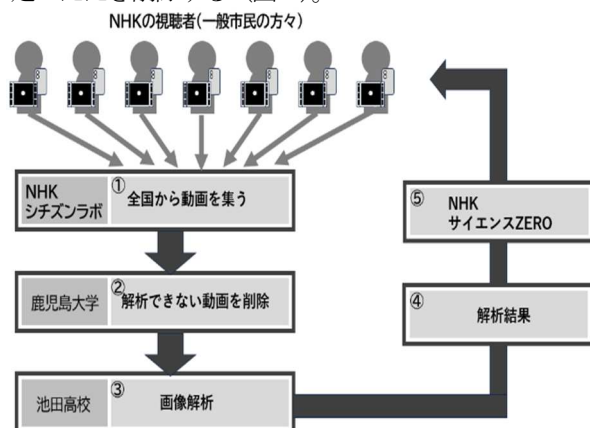 NHKの視聴者(一般市民の方々)
NHK
シチズンラボ
① 全国から動画を集う
鹿児島大学
② 解析できない動画を削除
池田高校
③ 画像解析
⑤ NHK
サイエンスZERO
④ 解析結果